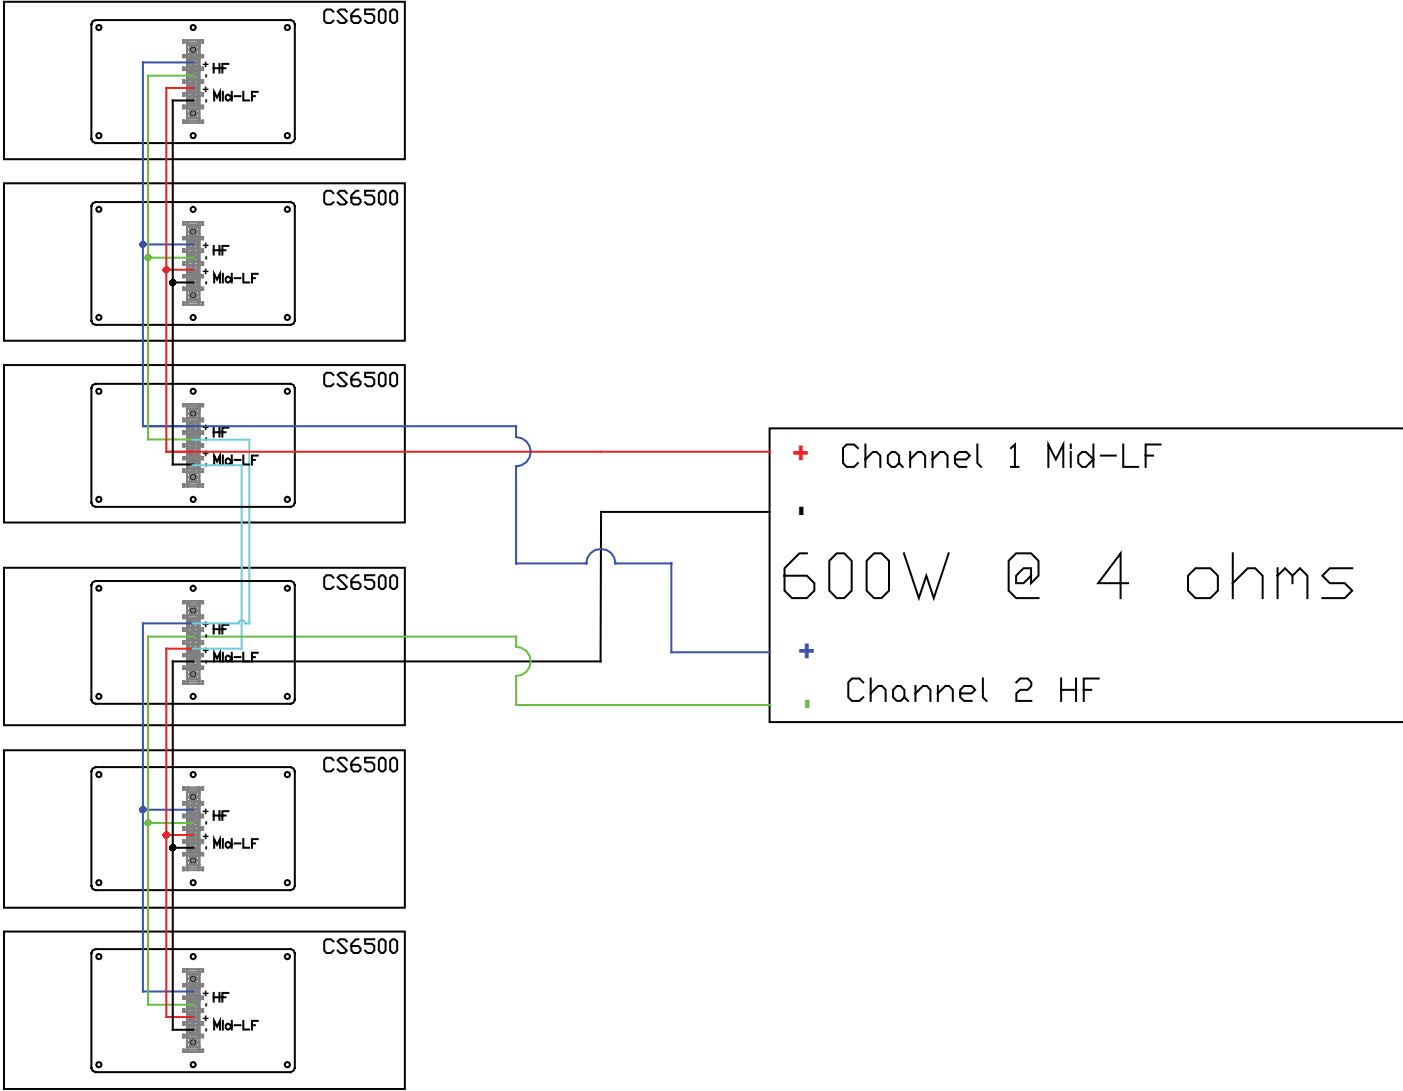 CS6500
+ HF
-
+ Mid-LF
-
CS6500
+ HF
-
+ Mid-LF
-
CS6500
+ HF
-
+ Mid-LF
-
+ Channel 1 Mid-LF
-
600W @ 4 ohms
+
- Channel 2 HF
CS6500
+ HF
-
+ Mid-LF
-
CS6500
+ HF
-
+ Mid-LF
-
CS6500
+ HF
-
+ Mid-LF
-